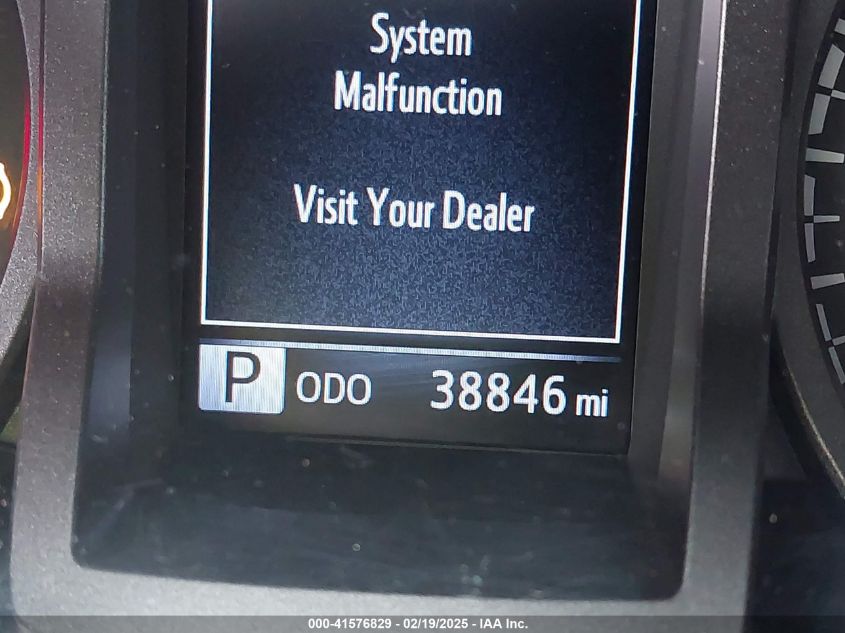 System
Malfunction
Visit Your Dealer
P ODO 38846 mi
000-41576829 - 02/19/2025 - IAA Inc.